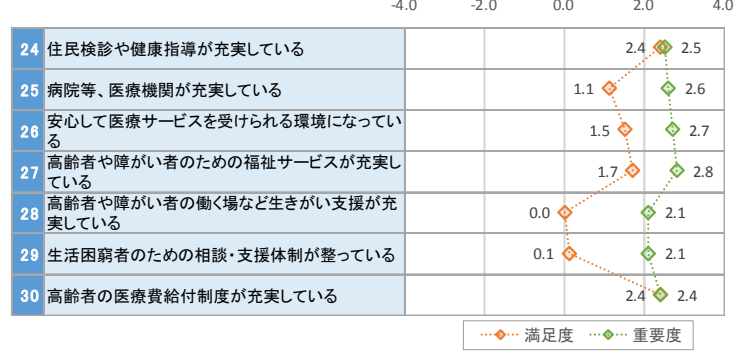 -4.0 -2.0 0.0 2.0 4.0
24 住民検診や健康指導が充実している 2.4 2.5
25 病院等、医療機関が充実している 1.1 2.6
26 安心して医療サービスを受けられる環境になってい
る 1.5 2.7
27 高齢者や障がい者のための福祉サービスが充実し
ている 1.7 2.8
28 高齢者や障がい者の働く場など生きがい支援が充
実している 0.0 2.1
29 生活困窮者のための相談・支援体制が整っている 0.1 2.1
30 高齢者の医療費給付制度が充実している 2.4 2.4
満足度 重要度